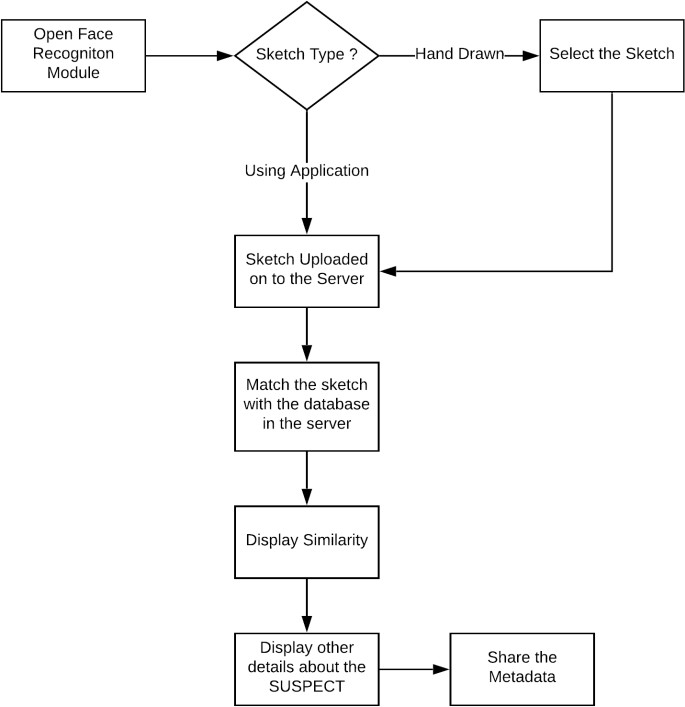 Open Face
Recogniton
Module
Sketch Type ?
Hand Drawn
Select the Sketch
Using Application
Sketch Uploaded
on to the Server
Match the sketch
with the database
in the server
Display Similarity
Display other
details about the
SUSPECT
Share the
Metadata